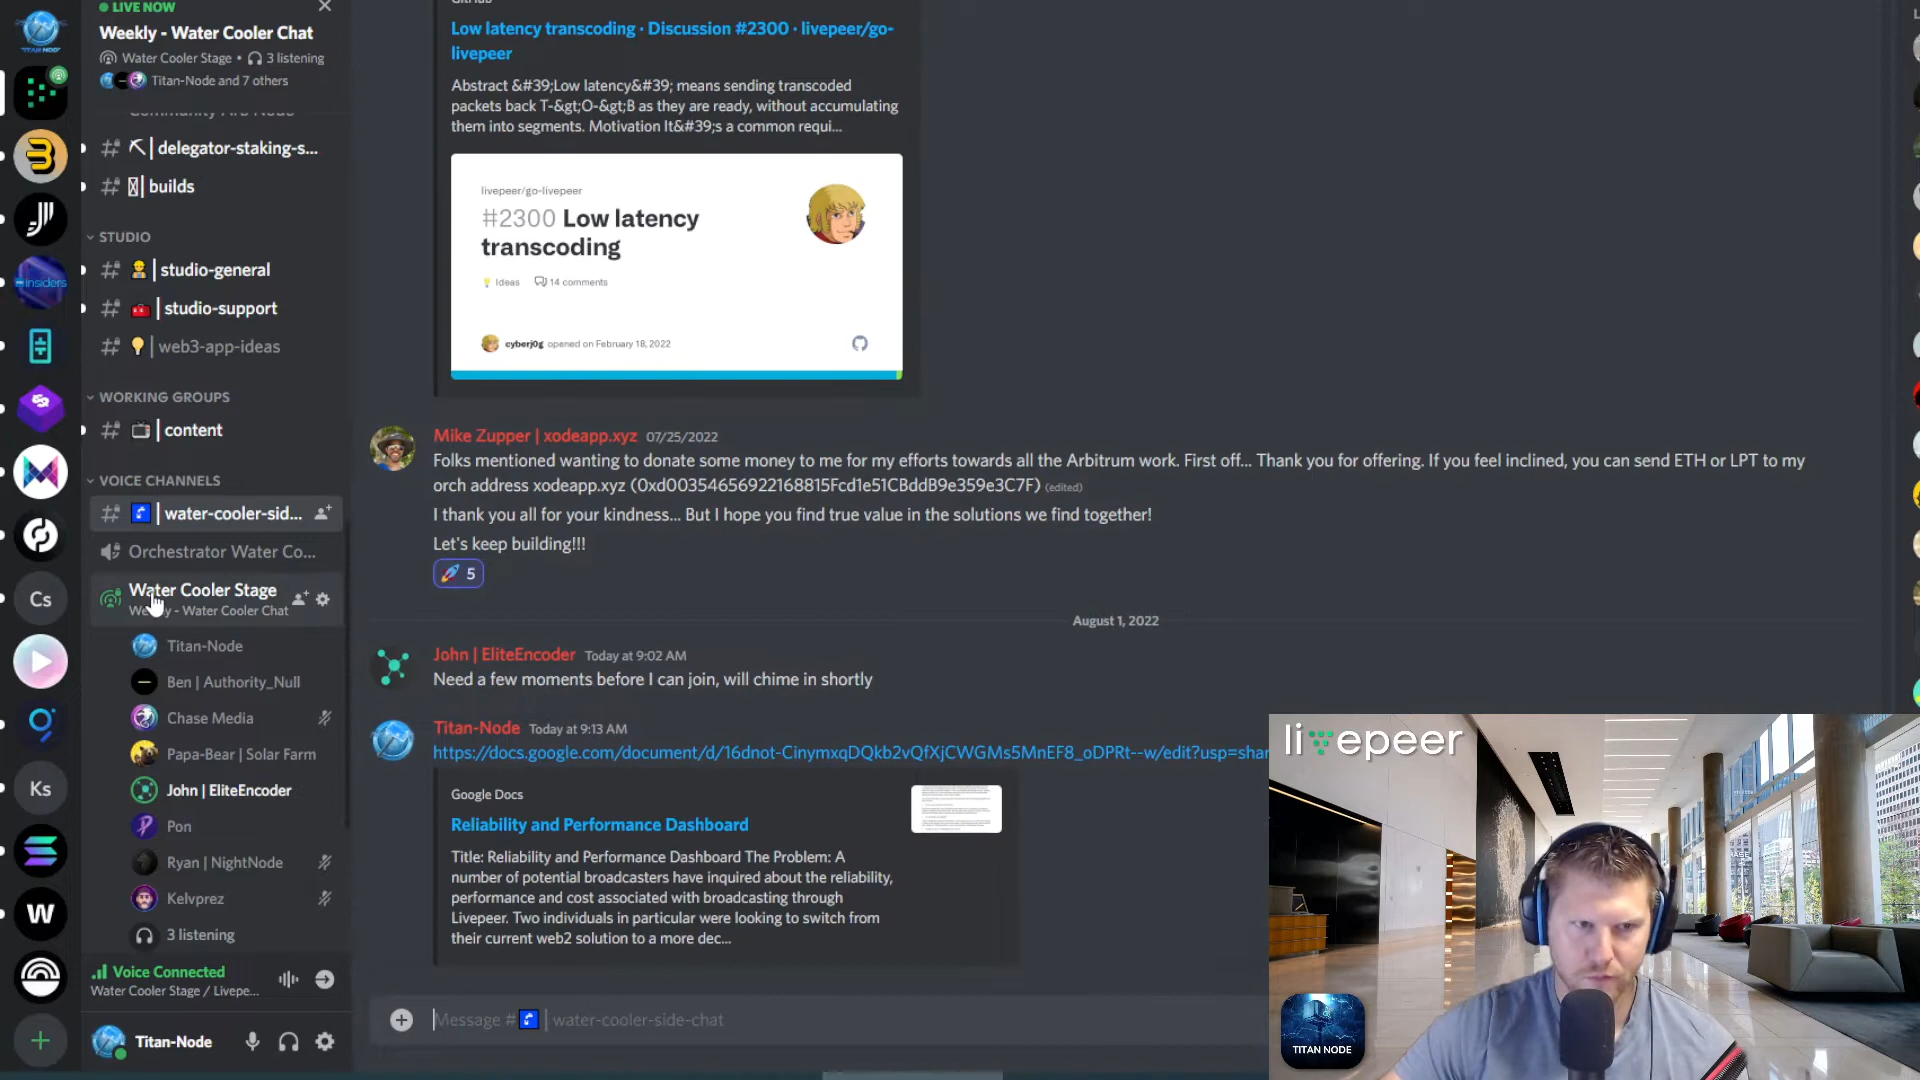 LIVE NOW
Weekly - Water Cooler Chat
Water Cooler Stage • 3 listening
Titan-Node and 7 others
delegator-staking-s...
builds
STUDIO
studio-general
studio-support
web3-app-ideas
WORKING GROUPS
content
VOICE CHANNELS
water-cooler-sid...
Orchestrator Water Co...
Water Cooler Stage
Weekly - Water Cooler Chat
Titan-Node
Ben | Authority_Null
Chase Media
Papa-Bear | Solar Farm
John | EliteEncoder
Pon
Ryan | NightNode
Kelvprez
3 listening
Voice Connected
Water Cooler Stage / Livepe...
Titan-Node
TITAN NODE
Insiders
Cs
Ks
W
GitHub
Low latency transcoding · Discussion #2300 · livepeer/go-
livepeer
Abstract &#39;Low latency&#39; means sending transcoded
packets back T-&gt;O-&gt;B as they are ready, without accumulating
them into segments. Motivation It&#39;s a common requi...
livepeer/go-livepeer
#2300 Low latency
transcoding
Ideas 14 comments
cyberj0g opened on February 18, 2022
Mike Zupper | xodeapp.xyz 07/25/2022
Folks mentioned wanting to donate some money to me for my efforts towards all the Arbitrum work. First off... Thank you for offering. If you feel inclined, you can send ETH or LPT to my
orch address xodeapp.xyz (0xd00354656922168815Fcd1e51CBddB9e359e3C7F) (edited)
I thank you all for your kindness... But I hope you find true value in the solutions we find together!
Let's keep building!!!
5
August 1, 2022
John | EliteEncoder Today at 9:02 AM
Need a few moments before I can join, will chime in shortly
Titan-Node Today at 9:13 AM
https://docs.google.com/document/d/16dnot-CinymxqDQkb2vQfXjCWGMs5MnEF8_oDPRt--w/edit?usp=shar
Google Docs
Reliability and Performance Dashboard
Title: Reliability and Performance Dashboard The Problem: A
number of potential broadcasters have inquired about the reliability,
performance and cost associated with broadcasting through
Livepeer. Two individuals in particular were looking to switch from
their current web2 solution to a more dec...
Message # | water-cooler-side-chat
livepeer
TITAN NODE